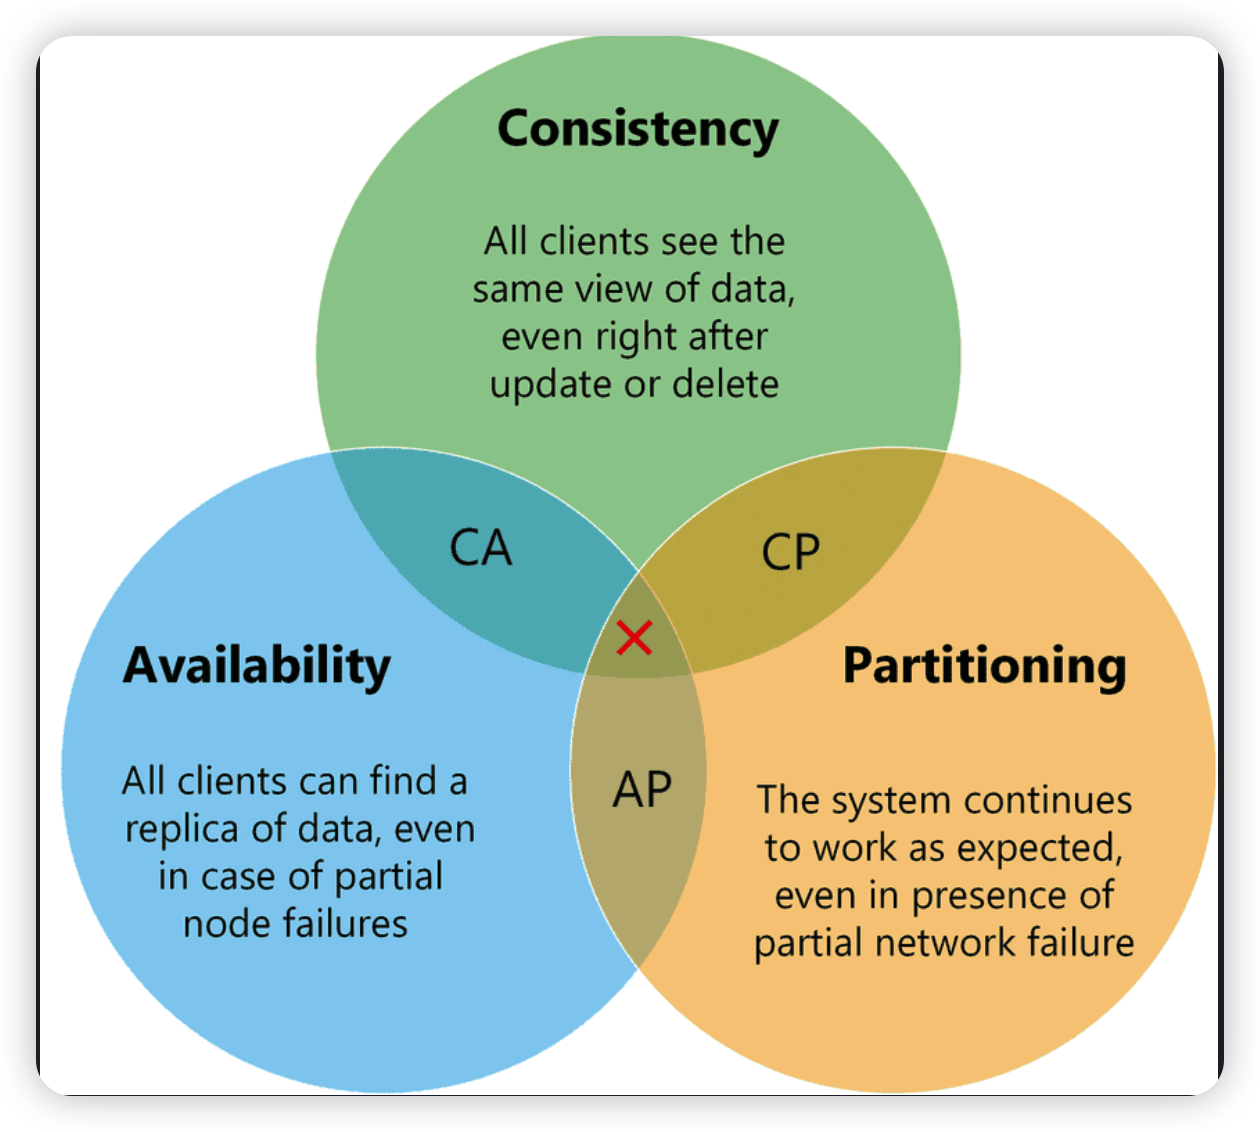 Consistency
All clients see the
same view of data,
even right after
update or delete
CA
CP
Availability
All clients can find a
replica of data, even
in case of partial
node failures
Partitioning
The system continues
to work as expected,
even in presence of
partial network failure
AP